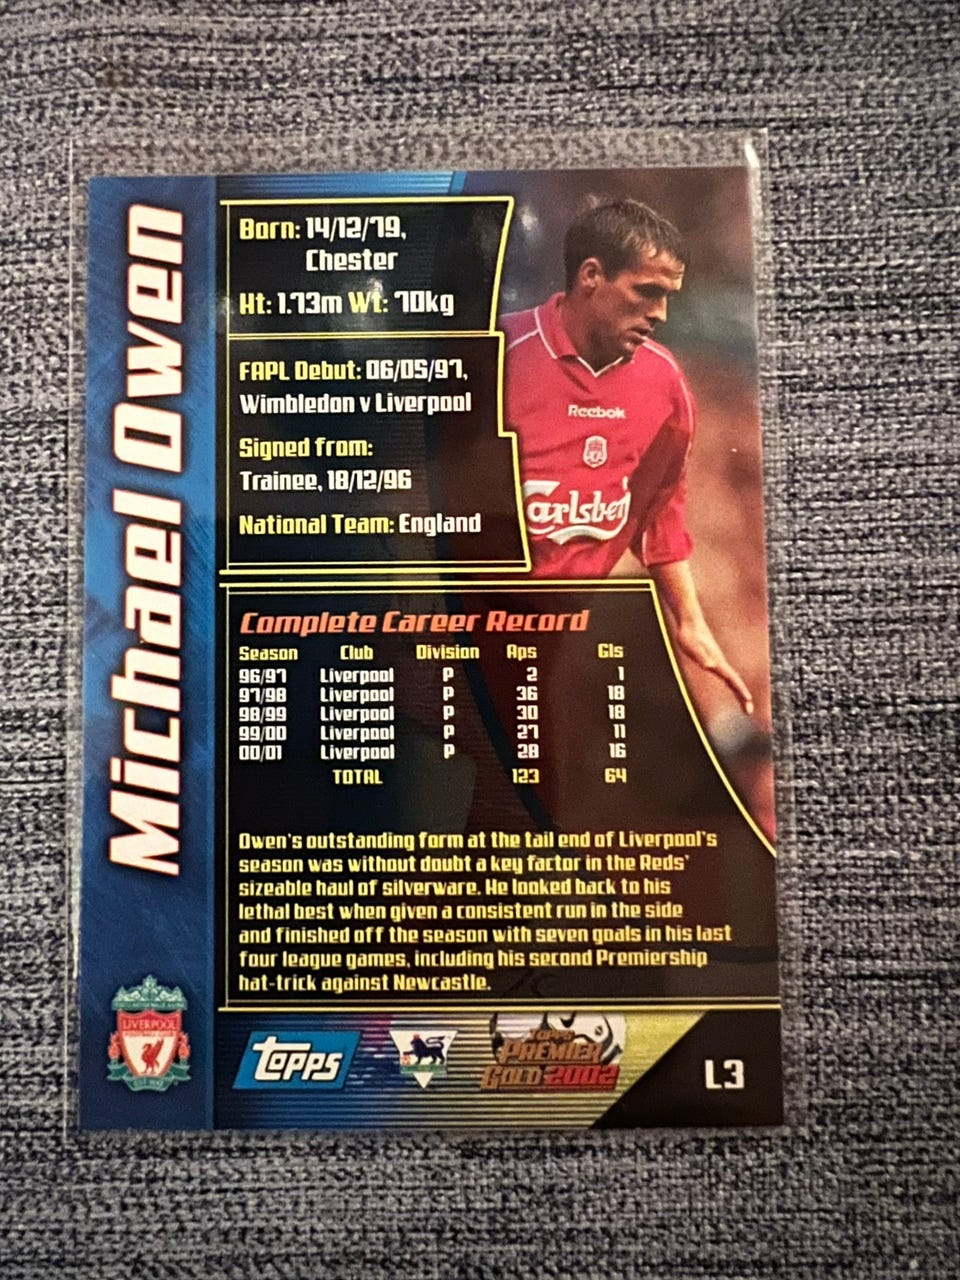 Michael Owen
Born: 14/12/79,
Chester
Ht: 1.73m Wt: 70kg
FAPL Debut: 06/05/97,
Wimbledon v Liverpool
Signed from:
Trainee, 18/12/96
National Team: England
Reebok
Carlsberg
Complete Career Record
Season Club Division Aps Gls
96/97 Liverpool P 2 1
97/98 Liverpool P 36 18
98/99 Liverpool P 30 18
99/00 Liverpool P 27 11
00/01 Liverpool P 28 16
TOTAL 123 64
Owen's outstanding form at the tail end of Liverpool's
season was without doubt a key factor in the Reds'
sizeable haul of silverware. He looked back to his
lethal best when given a consistent run in the side
and finished off the season with seven goals in his last
four league games, including his second Premiership
hat-trick against Newcastle.
LIVERPOOL
TOPPS
TOPPS
PREMIER
GOLD 2002
L3